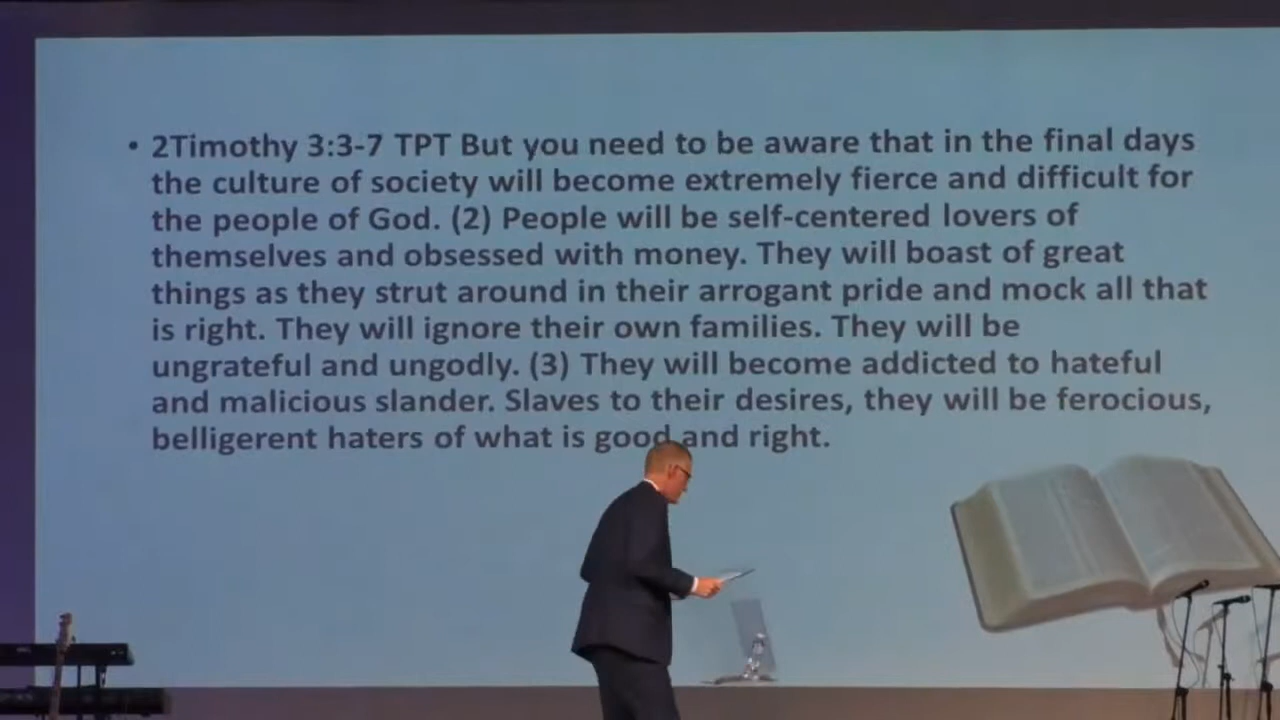 • 2Timothy 3:3-7 TPT But you need to be aware that in the final days
the culture of society will become extremely fierce and difficult for
the people of God. (2) People will be self-centered lovers of
themselves and obsessed with money. They will boast of great
things as they strut around in their arrogant pride and mock all that
is right. They will ignore their own families. They will be
ungrateful and ungodly. (3) They will become addicted to hateful
and malicious slander. Slaves to their desires, they will be ferocious,
belligerent haters of what is good and right.